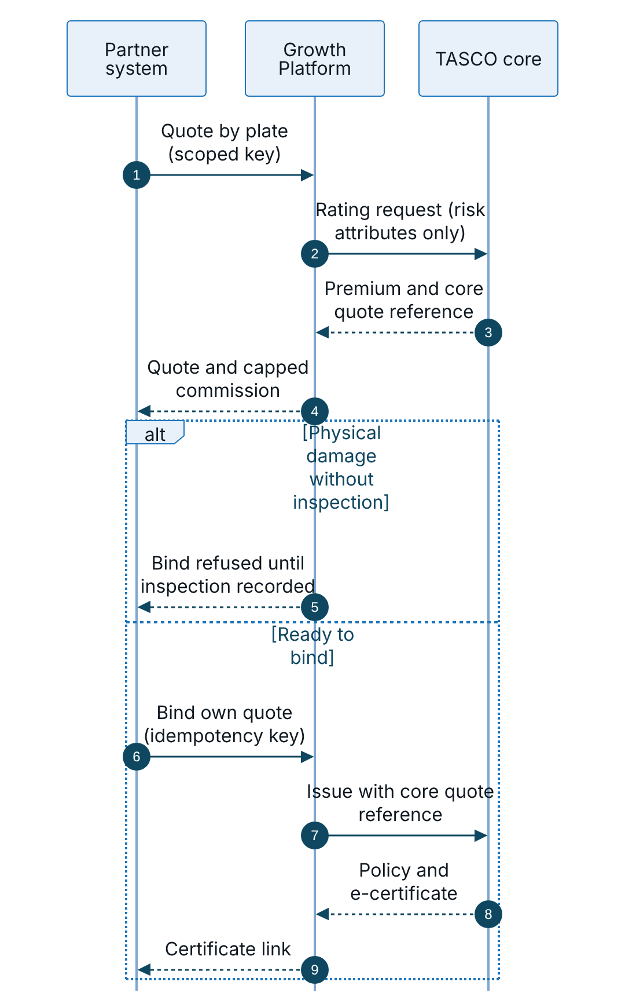 Partner
system
Growth
Platform
TASCO core
Quote by plate
(scoped key)
1
Rating request (risk
attributes only)
2
Premium and core
quote reference
3
Quote and capped
commission
4
alt
[Physical
damage
without
inspection]
Bind refused until
inspection recorded
5
[Ready to
bind]
Bind own quote
(idempotency key)
6
Issue with core quote
reference
7
Policy and
e-certificate
8
Certificate link
9